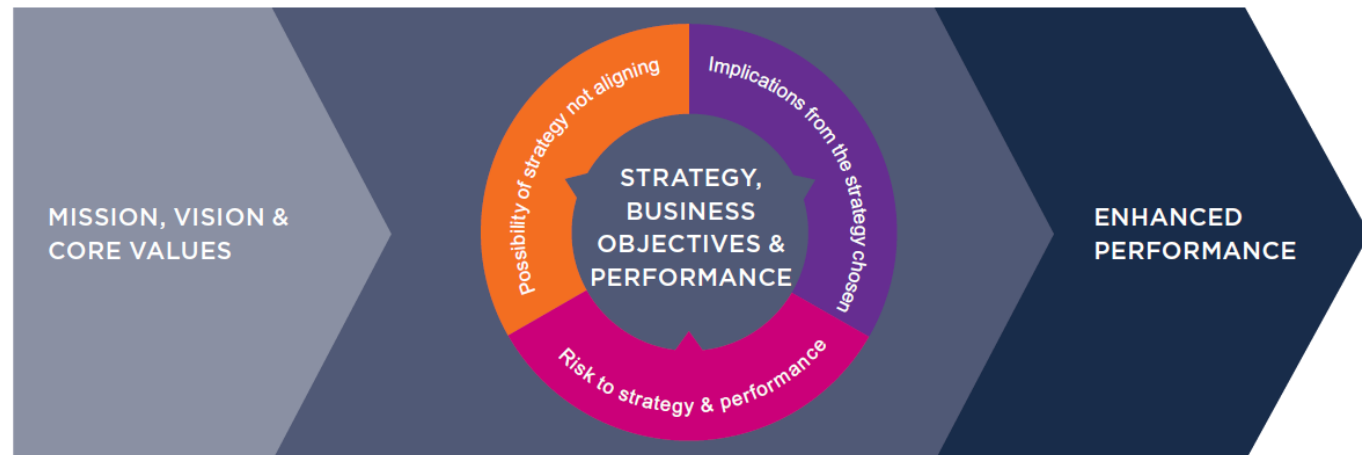 MISSION, VISION &
CORE VALUES
Possibility of strategy not aligning
Implications from the strategy chosen
STRATEGY,
BUSINESS
OBJECTIVES &
PERFORMANCE
Risk to strategy & performance
ENHANCED
PERFORMANCE